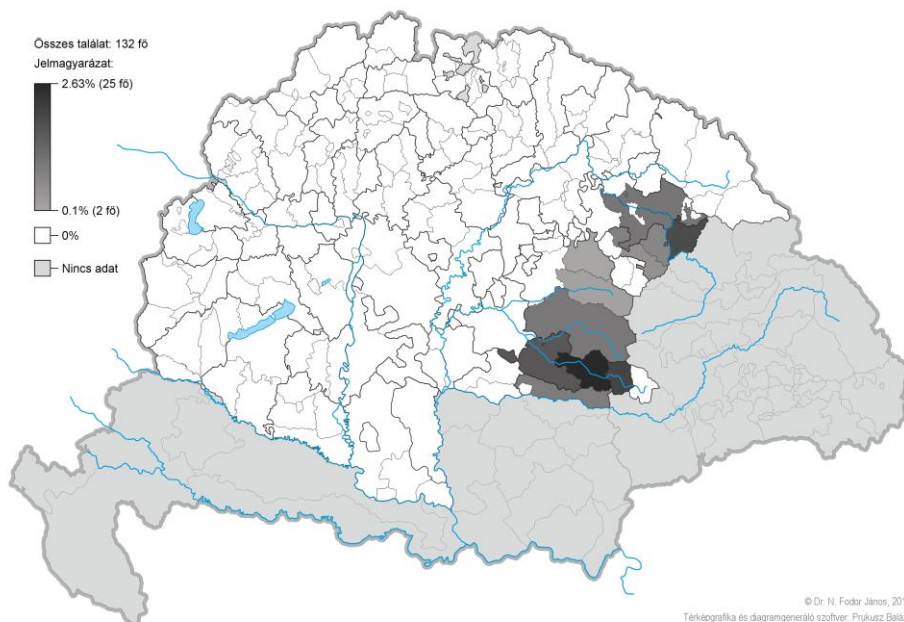 Összes találat: 132 fő
Jelmagyarázat:
2.63% (25 fő)
0.1% (2 fő)
0%
Nincs adat
© Dr. N. Fodor János, 201
Térképgrafika és diagramgeneráló szoftver: Prukusz Balá